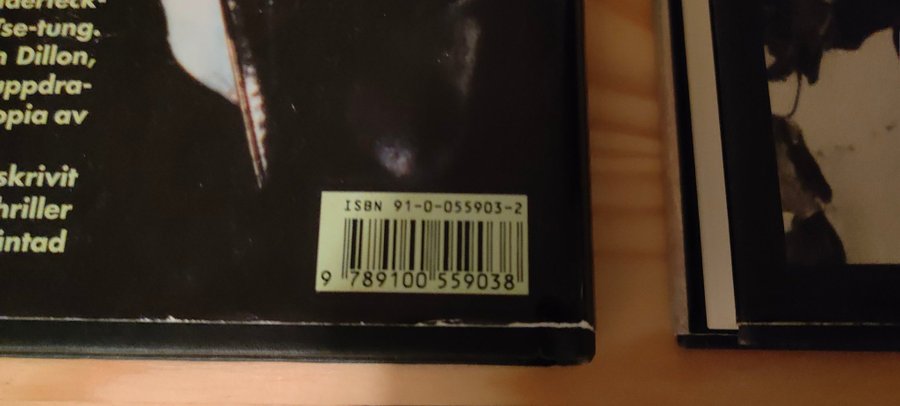 Tse-tung.
Dillon,
uppdra-
opia av
skrivit
hriller
intad
ISBN 91-0-055903-2
9 789100 559038